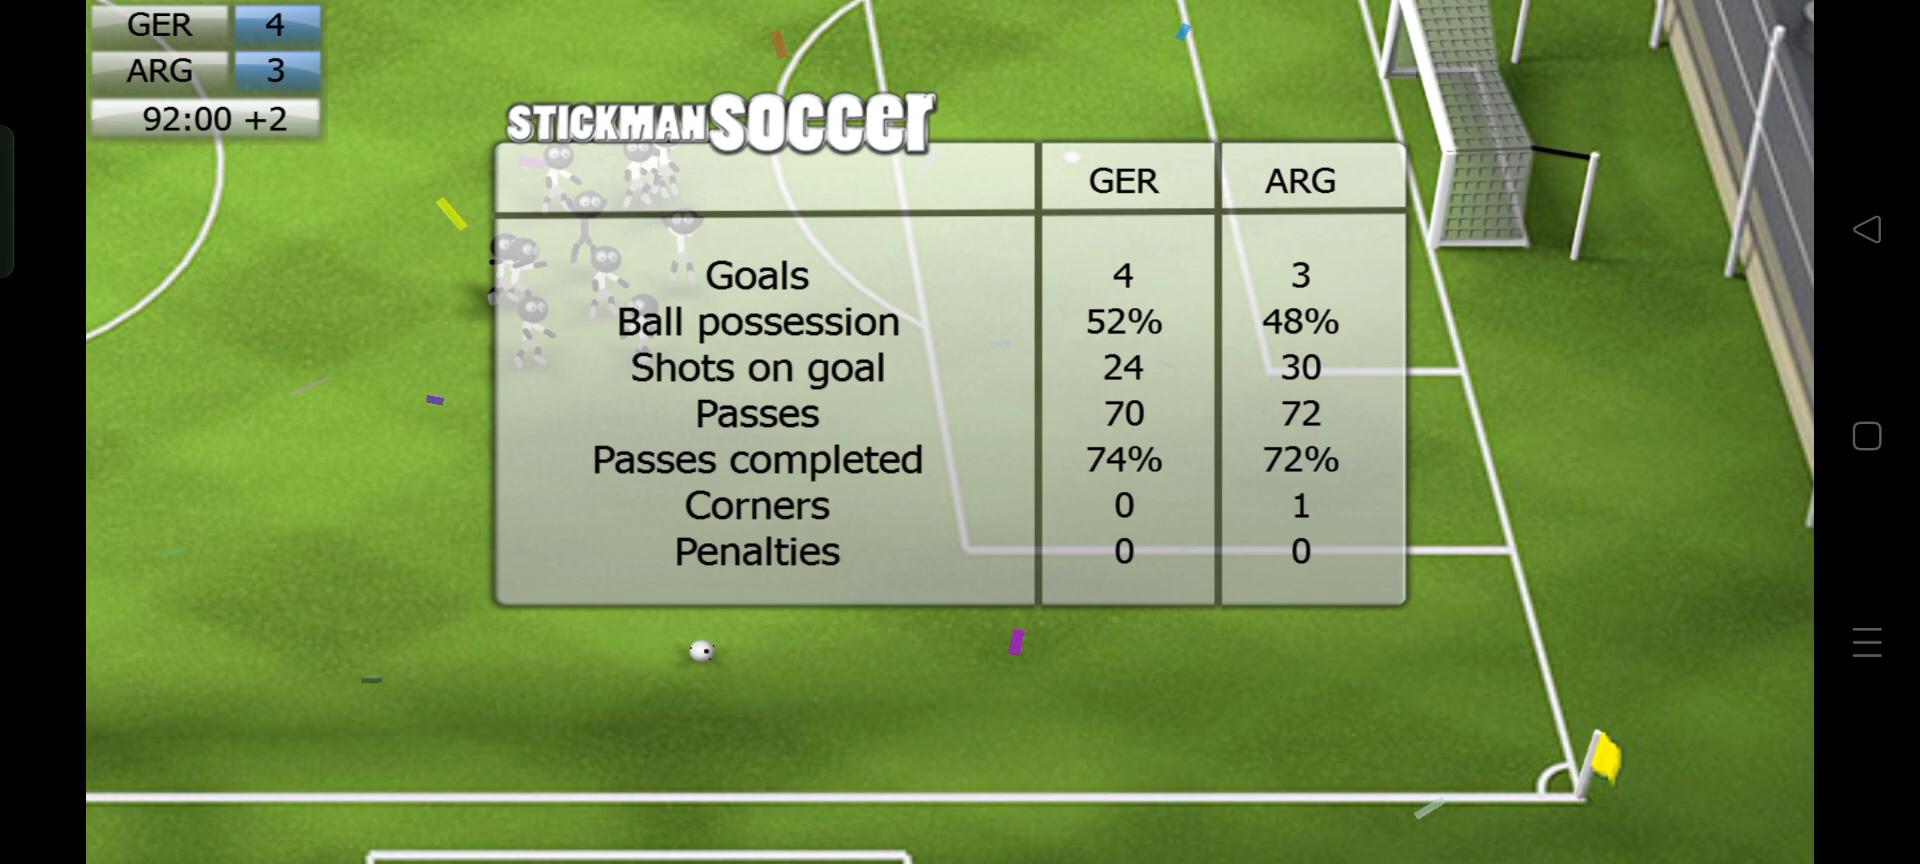 GER 4
ARG 3
92:00 +2
STICKMAN SOCCER
GER ARG
Goals 4 3
Ball possession 52% 48%
Shots on goal 24 30
Passes 70 72
Passes completed 74% 72%
Corners 0 1
Penalties 0 0